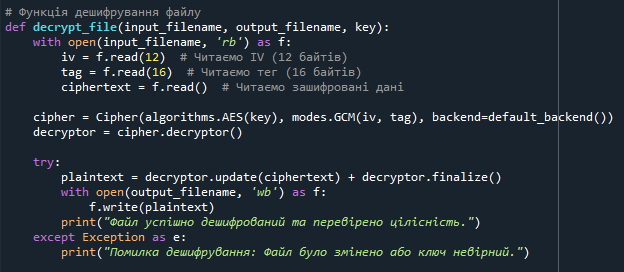 # Функція дешифрування файлу
def decrypt_file(input_filename, output_filename, key):
    with open(input_filename, 'rb') as f:
        iv = f.read(12)  # Читаємо IV (12 байтів)
        tag = f.read(16)  # Читаємо тег (16 байтів)
        ciphertext = f.read()  # Читаємо зашифровані дані

    cipher = Cipher(algorithms.AES(key), modes.GCM(iv, tag), backend=default_backend())
    decryptor = cipher.decryptor()

    try:
        plaintext = decryptor.update(ciphertext) + decryptor.finalize()
        with open(output_filename, 'wb') as f:
            f.write(plaintext)
        print("Файл успішно дешифрований та перевірено цілісність.")
    except Exception as e:
        print("Помилка дешифрування: Файл було змінено або ключ невірний.")